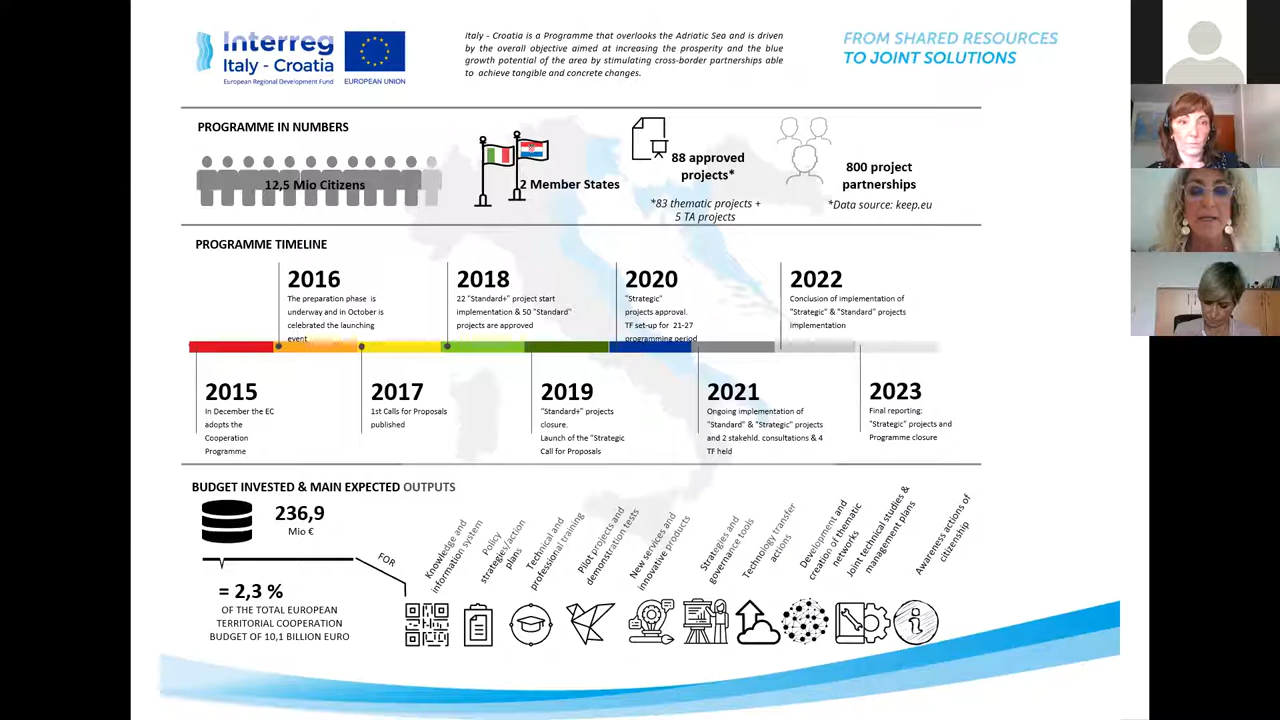 Interreg
Italy - Croatia
European Regional Development Fund
EUROPEAN UNION
Italy - Croatia is a Programme that overlooks the Adriatic Sea and is driven
by the overall objective aimed at increasing the prosperity and the blue
growth potential of the area by stimulating cross-border partnerships able
to achieve tangible and concrete changes.
FROM SHARED RESOURCES
TO JOINT SOLUTIONS
PROGRAMME IN NUMBERS
12,5 Mio Citizens
2 Member States
88 approved
projects*
*83 thematic projects +
5 TA projects
800 project
partnerships
*Data source: keep.eu
PROGRAMME TIMELINE
2016
The preparation phase is
underway and in October is
celebrated the launching
event
2018
22 "Standard+" project start
implementation & 50 "Standard"
projects are approved
2020
"Strategic"
projects approval.
TF set-up for 21-27
programming period
2022
Conclusion of implementation of
"Strategic" & "Standard" projects
implementation
2015
In December the EC
adopts the
Cooperation
Programme
2017
1st Calls for Proposals
published
2019
"Standard+" projects
closure.
Launch of the "Strategic
Call for Proposals
2021
Ongoing implementation of
"Standard" & "Strategic" projects
and 2 stakehld. consultations & 4
TF held
2023
Final reporting:
"Strategic" projects and
Programme closure
BUDGET INVESTED & MAIN EXPECTED OUTPUTS
236,9
Mio €
= 2,3 %
OF THE TOTAL EUROPEAN
TERRITORIAL COOPERATION
BUDGET OF 10,1 BILLION EURO
FOR
Knowledge and
information system
Policy
strategies/action
plans
Technical and
professional training
Pilot projects and
demonstration tests
New services and
innovative products
Strategies and
governance tools
Technology transfer
actions
Development and
creation of thematic
networks
Joint technical studies &
management plans
Awareness actions of
citizenship